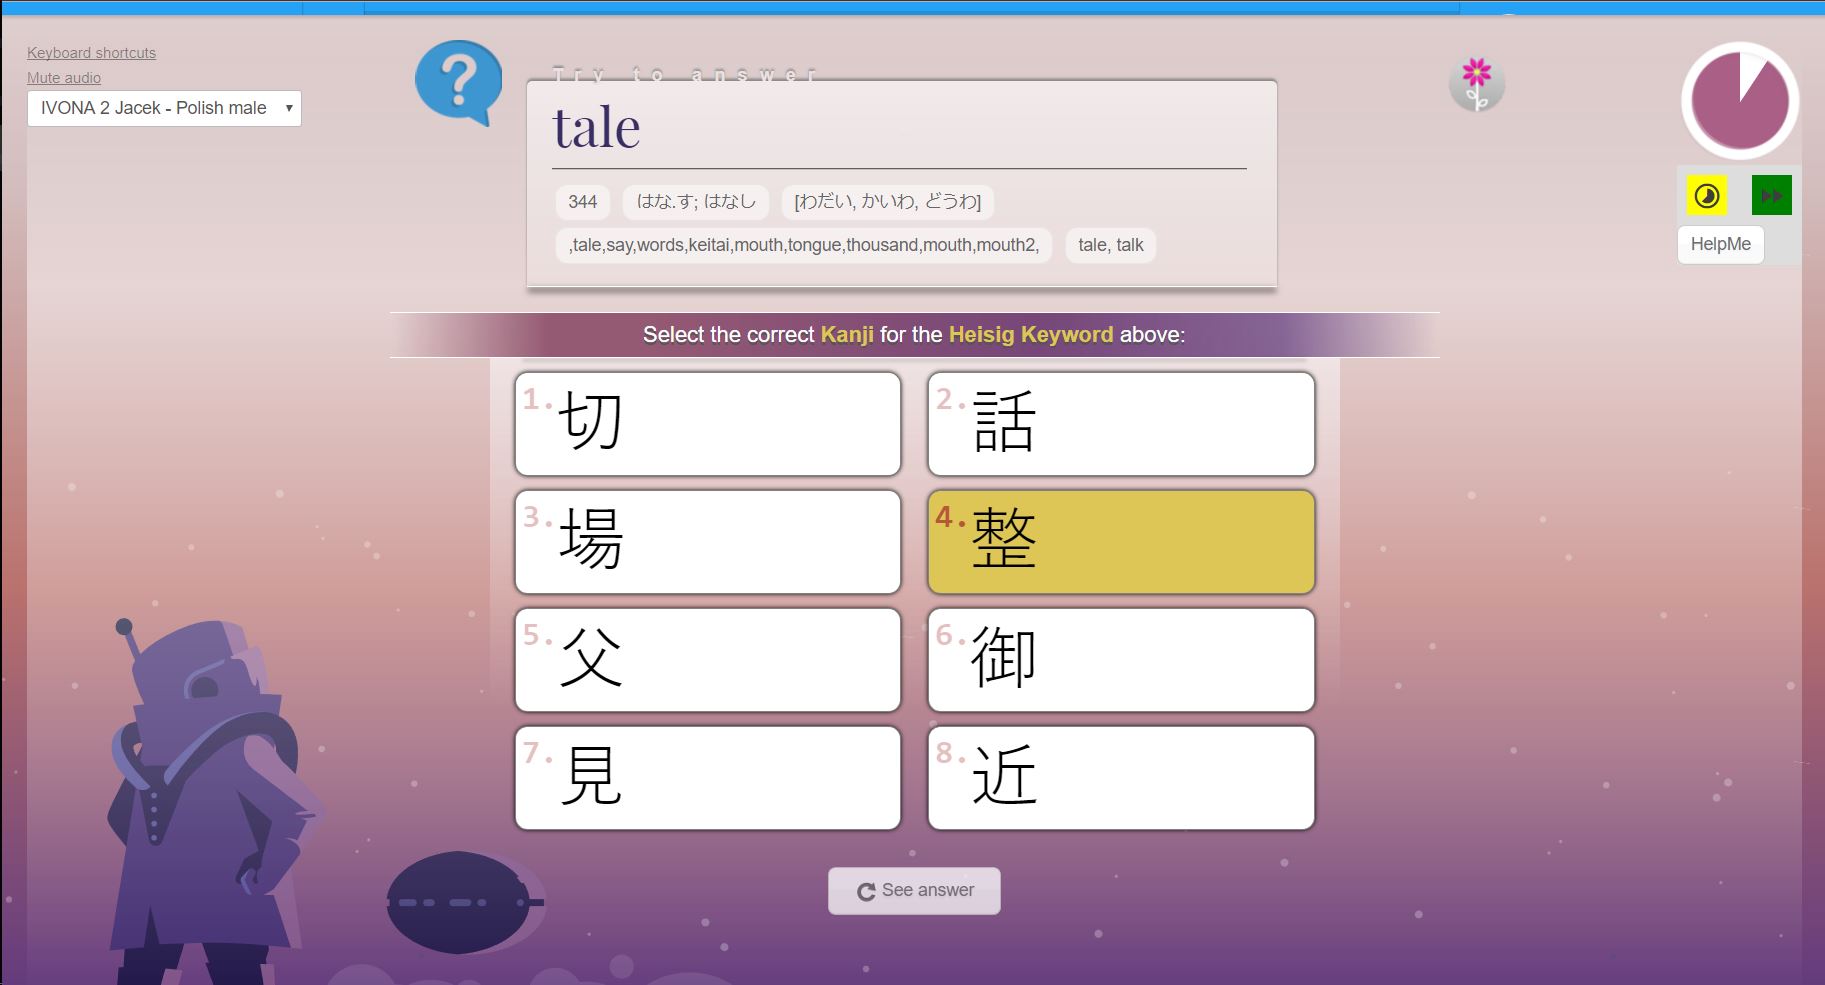 Keyboard shortcuts
Mute audio
IVONA 2 Jacek - Polish male
Try to answer
tale
344 はな.す; はなし [わだい, かいわ, どうわ]
,tale,say,words,keitai,mouth,tongue,thousand,mouth,mouth2, tale, talk
HelpMe
Select the correct Kanji for the Heisig Keyword above:
1. 切
2. 話
3. 場
4. 整
5. 父
6. 御
7. 見
8. 近
See answer